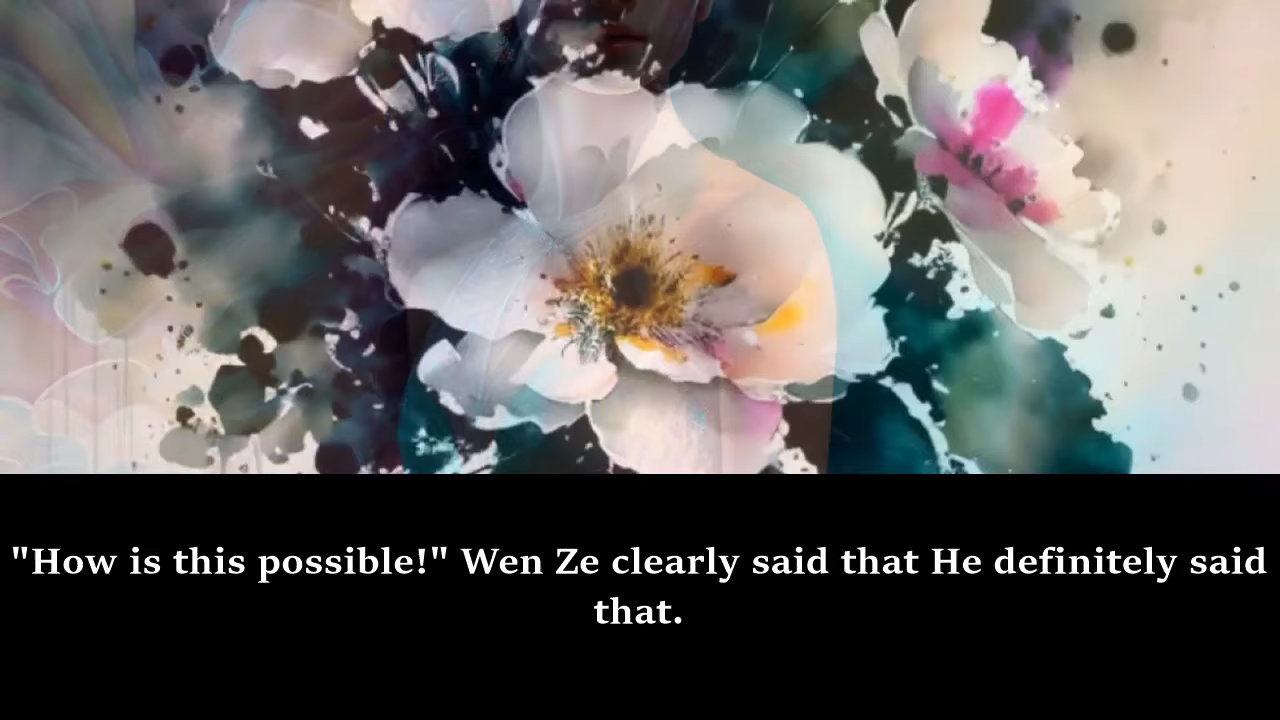 "How is this possible!" Wen Ze clearly said that He definitely said
that.